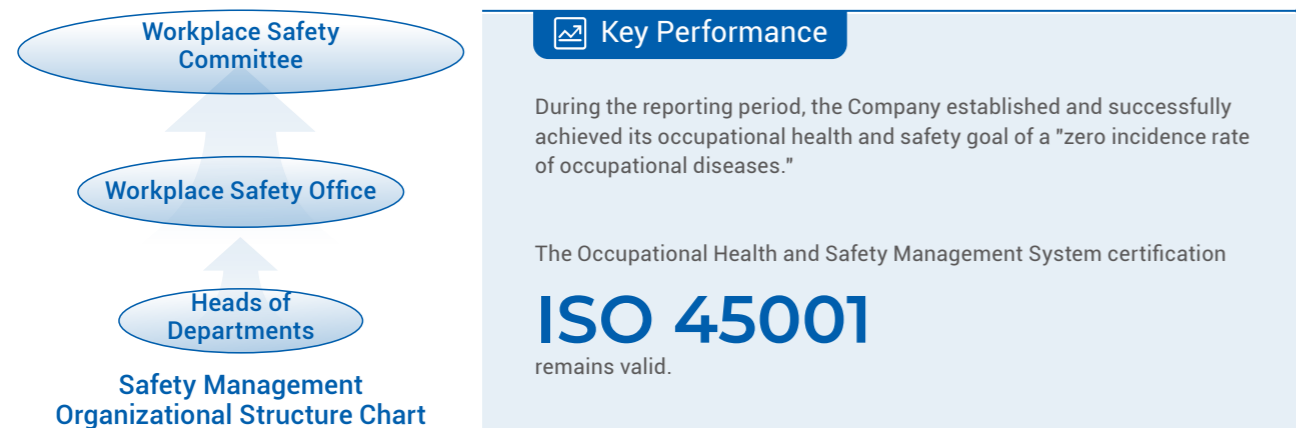 Workplace Safety
Committee
Workplace Safety Office
Heads of
Departments
Safety Management
Organizational Structure Chart
Key Performance
During the reporting period, the Company established and successfully
achieved its occupational health and safety goal of a "zero incidence rate
of occupational diseases."
The Occupational Health and Safety Management System certification
ISO 45001
remains valid.